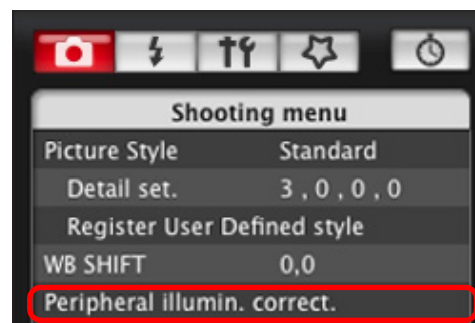 Shooting menu
Picture Style Standard
Detail set. 3 , 0 , 0 , 0
Register User Defined style
WB SHIFT 0,0
Peripheral illumin. correct.